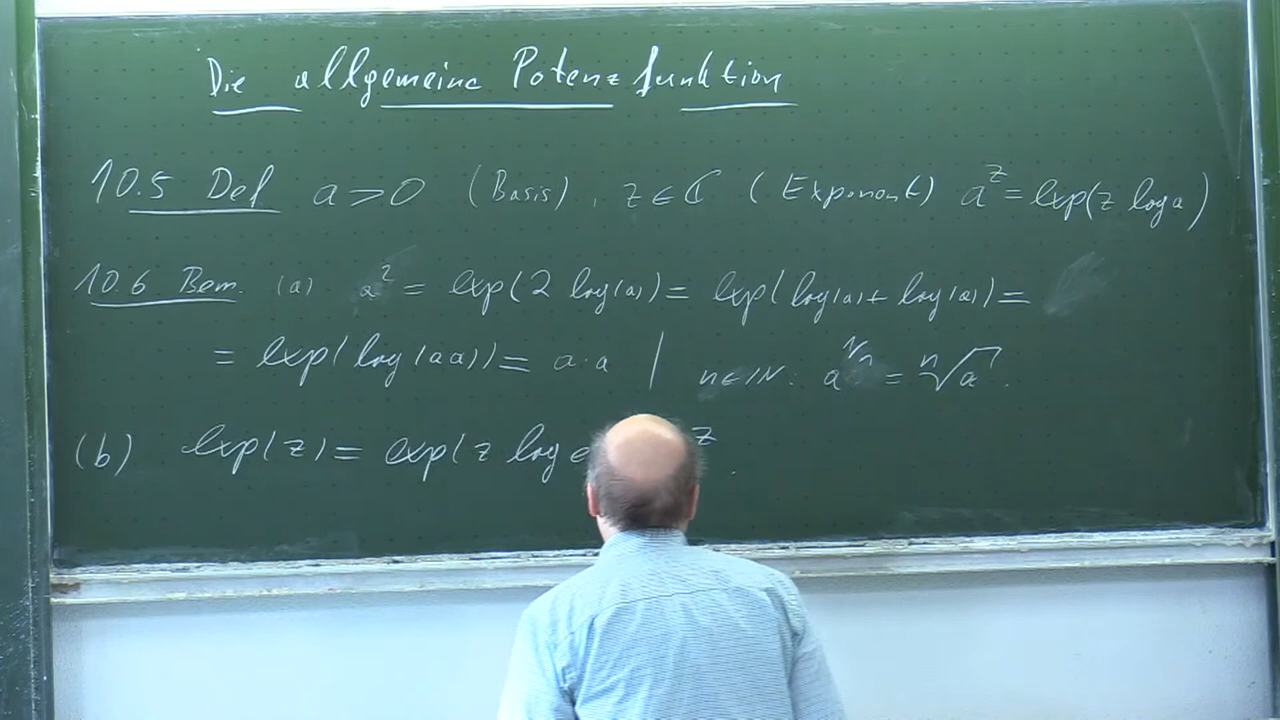 Die allgemeine Potenzfunktion
10.5 Def a>0 (Basis), z∈ℂ (Exponent) a^z = exp(z log a)
10.6 Bem. (a) a^2 = exp(2 log(a)) = exp(log(a)+log(a)) =
= exp(log(aa)) = a·a | n∈ℕ: a^{1/n} = ⁿ√a.
(b) exp(z) = exp(z log e z.